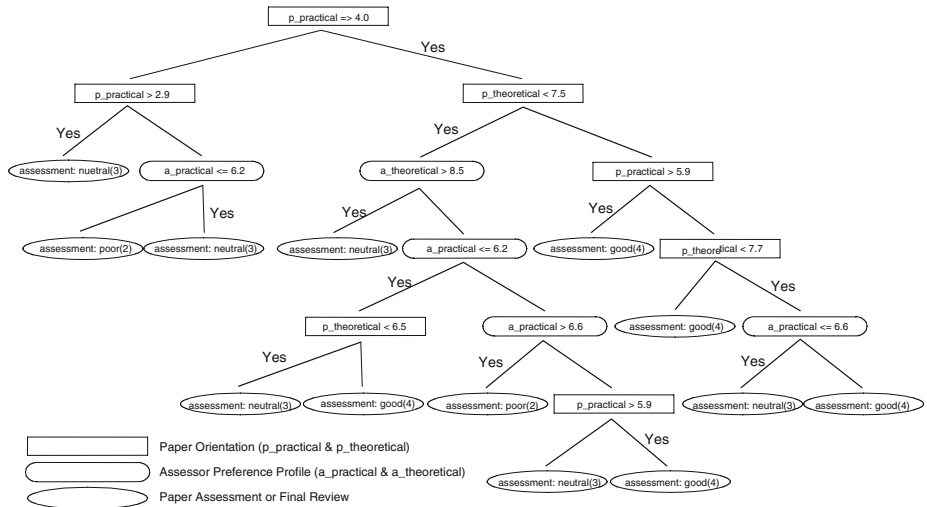 p_practical => 4.0
Yes
p_practical > 2.9
p_theoretical < 7.5
Yes
assessment: nuetral(3)
a_practical <= 6.2
a_theoretical > 8.5
p_practical > 5.9
Yes
Yes
Yes
assessment: poor(2)
assessment: neutral(3)
assessment: neutral(3)
a_practical <= 6.2
assessment: good(4)
p_theoretical < 7.7
Yes
Yes
p_theoretical < 6.5
a_practical > 6.6
assessment: good(4)
a_practical <= 6.6
Yes
Yes
Yes
assessment: neutral(3)
assessment: good(4)
assessment: poor(2)
p_practical > 5.9
assessment: neutral(3)
assessment: good(4)
Yes
assessment: neutral(3)
assessment: good(4)
Paper Orientation (p_practical & p_theoretical)
Assessor Preference Profile (a_practical & a_theoretical)
Paper Assessment or Final Review